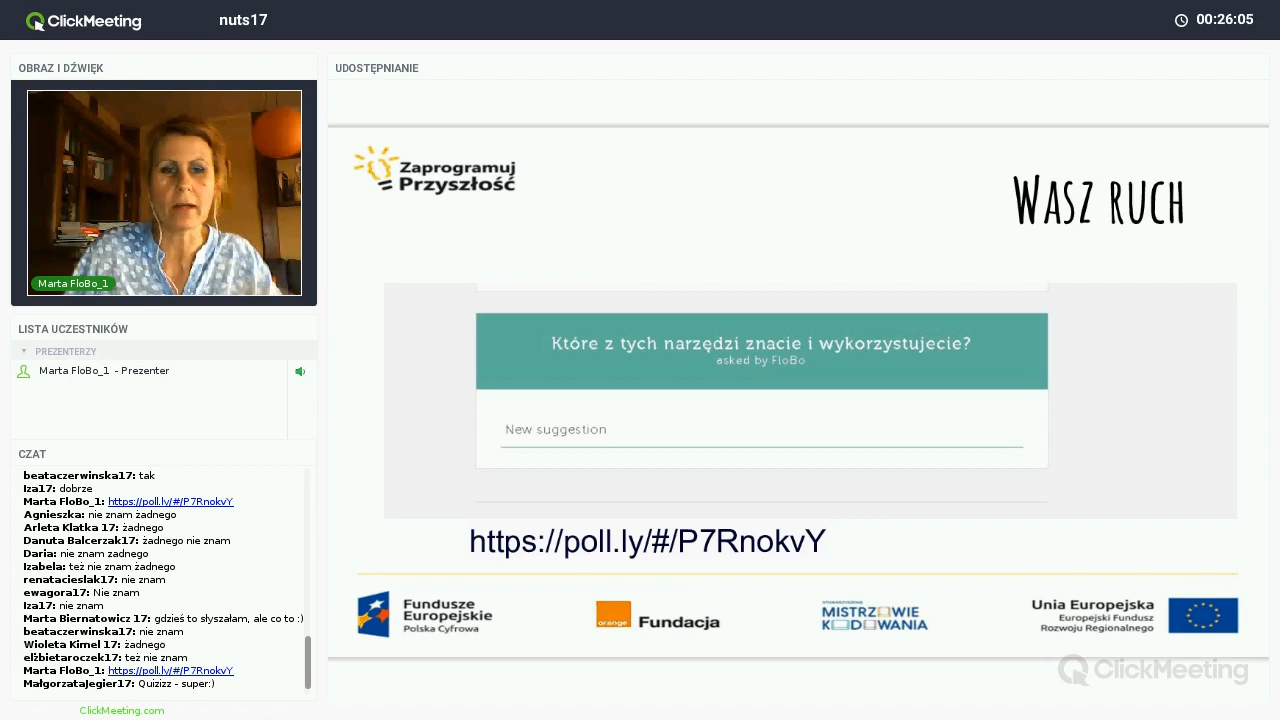 ClickMeeting
nuts17
00:26:05
OBRAZ I DŹWIĘK
Marta FloBo_1
LISTA UCZESTNIKÓW
PREZENTERZY
Marta FloBo_1 - Prezenter
CZAT
beataczerwinska17: tak
Iza17: dobrze
Marta FloBo_1: https://poll.ly/#/P7RnokvY
Agnieszka: nie znam żadnego
Arleta Klatka 17: żadnego
Danuta Balcerzak17: żadnego nie znam
Daria: nie znam zadnego
Izabela: też nie znam żadnego
renatacieslak17: nie znam
ewagora17: Nie znam
Iza17: nie znam
Marta Biernatowicz 17: gdzieś to słyszałam, ale co to :)
beataczerwinska17: nie znam
Wioleta Kimel 17: żadnego
elżbietaroczek17: też nie znam
Marta FloBo_1: https://poll.ly/#/P7RnokvY
MałgorzataJegier17: Quizizz - super:)
ClickMeeting.com
UDOSTĘPNIANIE
Zaprogramuj
Przyszłość
WASZ RUCH
Które z tych narzędzi znacie i wykorzystujecie?
asked by FloBo
New suggestion
https://poll.ly/#/P7RnokvY
Fundusze
Europejskie
Polska Cyfrowa
orange
Fundacja
STOWARZYSZENIE
MISTRZOWIE
KODOWANIA
Unia Europejska
Europejski Fundusz
Rozwoju Regionalnego
ClickMeeting